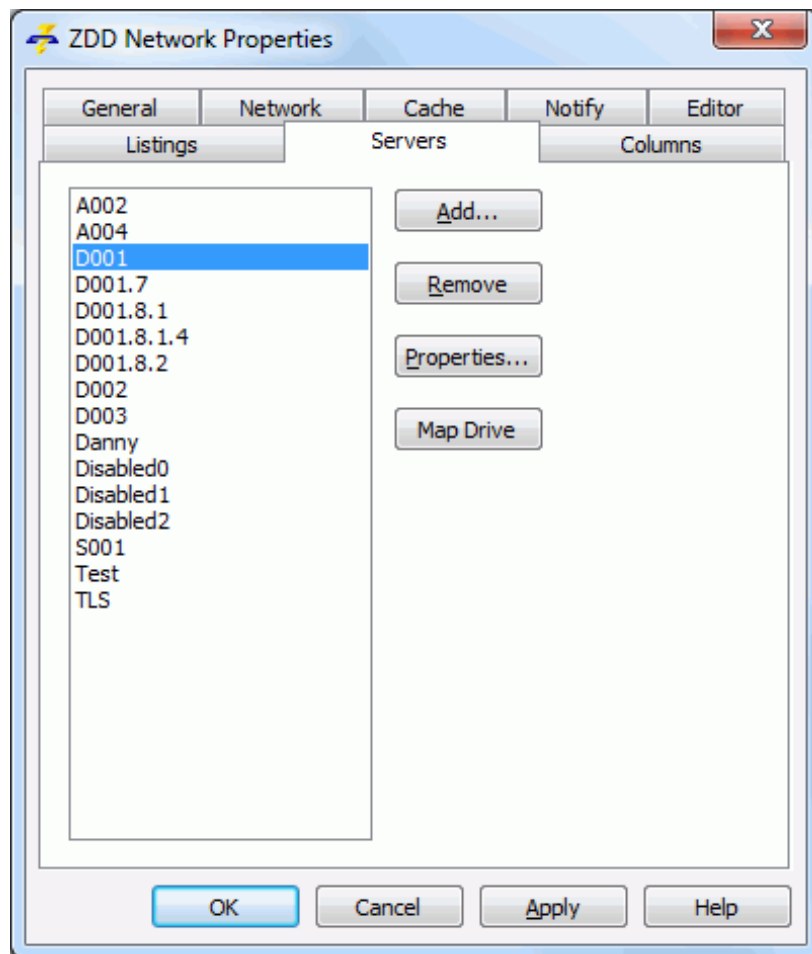 ZDD Network Properties
General Network Cache Notify Editor
Listings Servers Columns
A002
A004
D001
D001.7
D001.8.1
D001.8.1.4
D001.8.2
D002
D003
Danny
Disabled0
Disabled1
Disabled2
S001
Test
TLS
Add...
Remove
Properties...
Map Drive
OK Cancel Apply Help